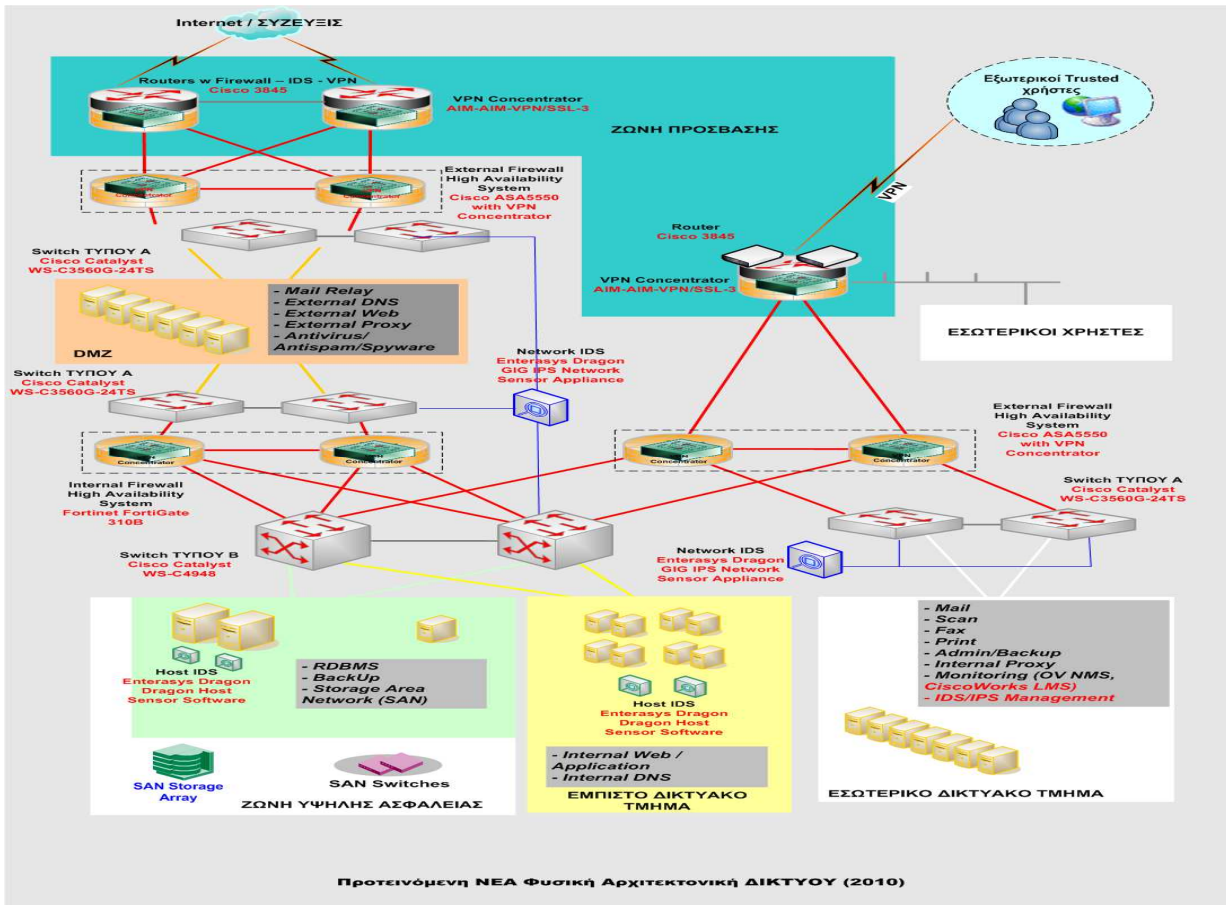 Internet / ΣΥΖΕΥΞΙΣ
Routers w Firewall – IDS - VPN
Cisco 3845
VPN Concentrator
AIM-AIM-VPN/SSL-3
ΖΩΝΗ ΠΡΟΣΒΑΣΗΣ
Εξωτερικοί Trusted
χρήστες
VPN
External Firewall
High Availability
System
Cisco ASA5550
with VPN
Concentrator
Concentrator
Concentrator
Router
Cisco 3845
VPN Concentrator
AIM-AIM-VPN/SSL-3
ΕΣΩΤΕΡΙΚΟΙ ΧΡΗΣΤΕΣ
Switch ΤΥΠΟΥ Α
Cisco Catalyst
WS-C3560G-24TS
- Mail Relay
- External DNS
- External Web
- External Proxy
- Antivirus/
Antispam/Spyware
DMZ
Switch ΤΥΠΟΥ Α
Cisco Catalyst
WS-C3560G-24TS
Network IDS
Enterasys Dragon
GIG IPS Network
Sensor Appliance
Concentrator
Concentrator
Internal Firewall
High Availability
System
Fortinet FortiGate
310B
External Firewall
High Availability
System
Cisco ASA5550
with VPN
Concentrator
Concentrator
Concentrator
Switch ΤΥΠΟΥ Α
Cisco Catalyst
WS-C3560G-24TS
Switch ΤΥΠΟΥ Β
Cisco Catalyst
WS-C4948
Network IDS
Enterasys Dragon
GIG IPS Network
Sensor Appliance
Host IDS
Enterasys Dragon
Dragon Host
Sensor Software
- RDBMS
- BackUp
- Storage Area
Network (SAN)
SAN Storage
Array
SAN Switches
ΖΩΝΗ ΥΨΗΛΗΣ ΑΣΦΑΛΕΙΑΣ
Host IDS
Enterasys Dragon
Dragon Host
Sensor Software
- Internal Web /
Application
- Internal DNS
ΕΜΠΙΣΤΟ ΔΙΚΤΥΑΚΟ
ΤΜΗΜΑ
- Mail
- Scan
- Fax
- Print
- Admin/Backup
- Internal Proxy
- Monitoring (OV NMS,
CiscoWorks LMS)
- IDS/IPS Management
ΕΣΩΤΕΡΙΚΟ ΔΙΚΤΥΑΚΟ ΤΜΗΜΑ
Προτεινόμενη ΝΕΑ Φυσική Αρχιτεκτονική ΔΙΚΤΥΟΥ (2010)